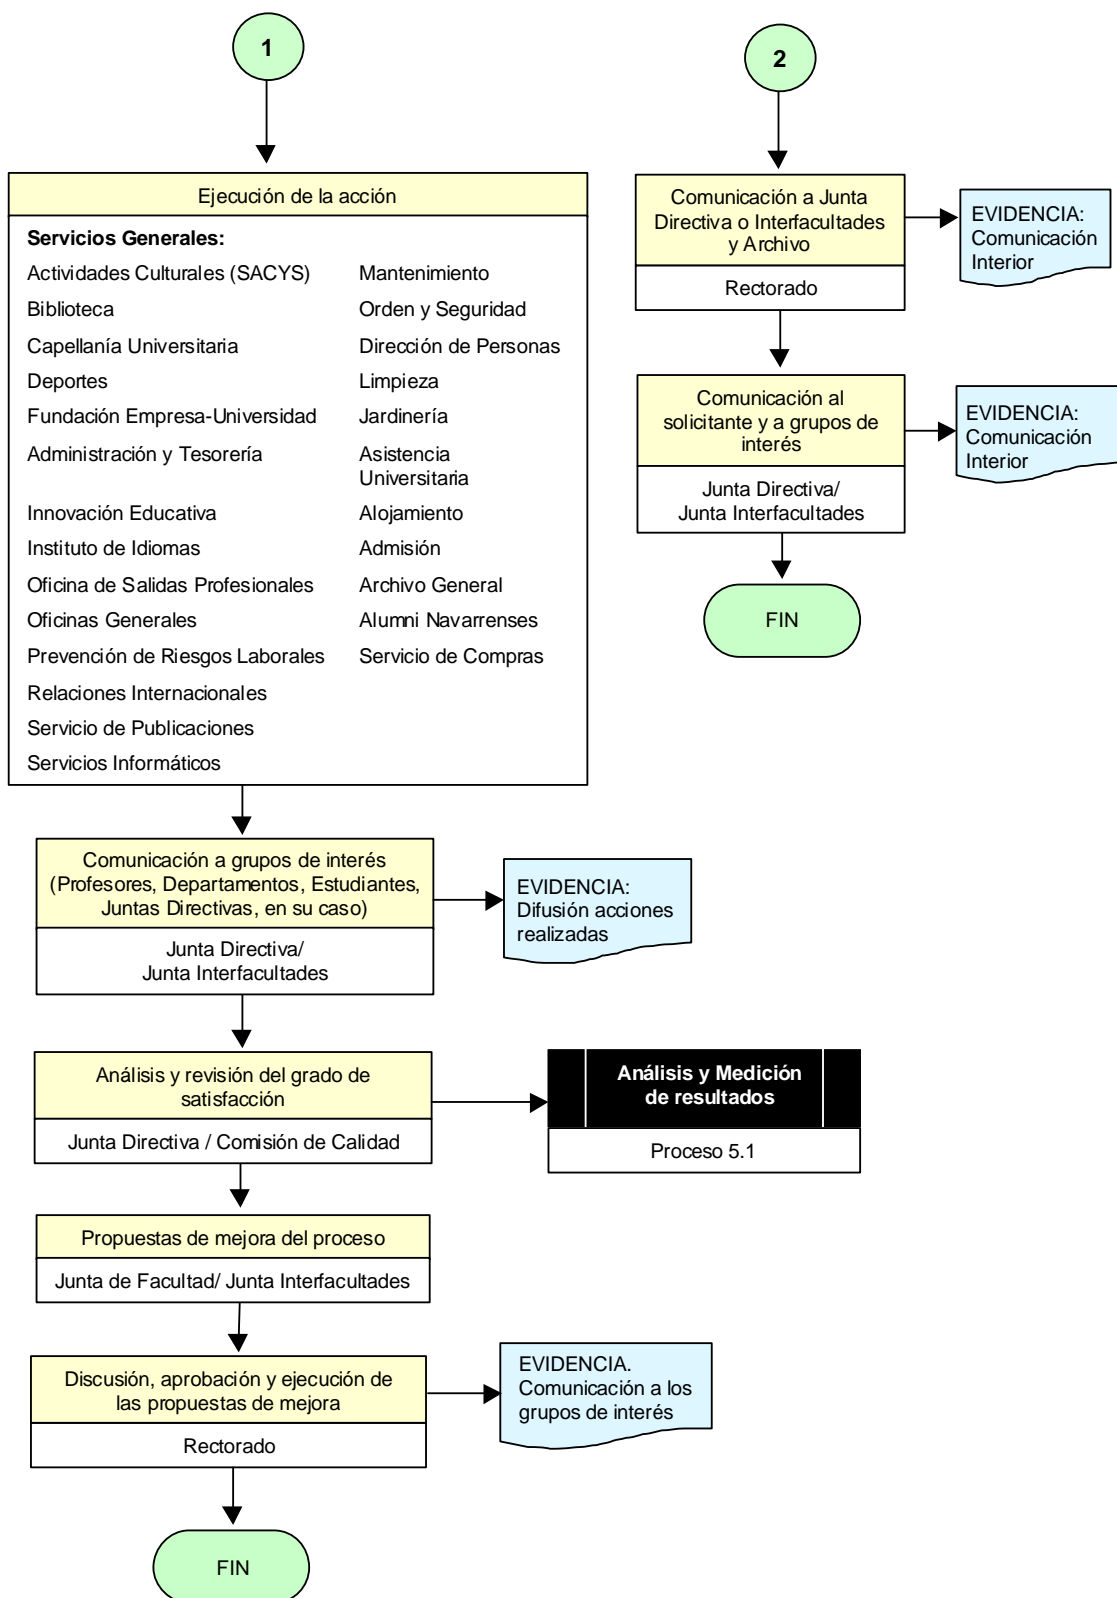 1
Ejecución de la acción
Servicios Generales:
Actividades Culturales (SACYS)
Biblioteca
Capellanía Universitaria
Deportes
Fundación Empresa-Universidad
Administración y Tesorería
Innovación Educativa
Instituto de Idiomas
Oficina de Salidas Profesionales
Oficinas Generales
Prevención de Riesgos Laborales
Relaciones Internacionales
Servicio de Publicaciones
Servicios Informáticos
Mantenimiento
Orden y Seguridad
Dirección de Personas
Limpieza
Jardinería
Asistencia
Universitaria
Alojamiento
Admisión
Archivo General
Alumni Navarrenses
Servicio de Compras
Comunicación a grupos de interés
(Profesores, Departamentos, Estudiantes,
Juntas Directivas, en su caso)
Junta Directiva/
Junta Interfacultades
EVIDENCIA:
Difusión acciones
realizadas
Análisis y revisión del grado de
satisfacción
Junta Directiva / Comisión de Calidad
Análisis y Medición
de resultados
Proceso 5.1
Propuestas de mejora del proceso
Junta de Facultad/ Junta Interfacultades
Discusión, aprobación y ejecución de
las propuestas de mejora
Rectorado
EVIDENCIA.
Comunicación a los
grupos de interés
FIN
2
Comunicación a Junta
Directiva o Interfacultades
y Archivo
Rectorado
EVIDENCIA:
Comunicación
Interior
Comunicación al
solicitante y a grupos de
interés
Junta Directiva/
Junta Interfacultades
EVIDENCIA:
Comunicación
Interior
FIN